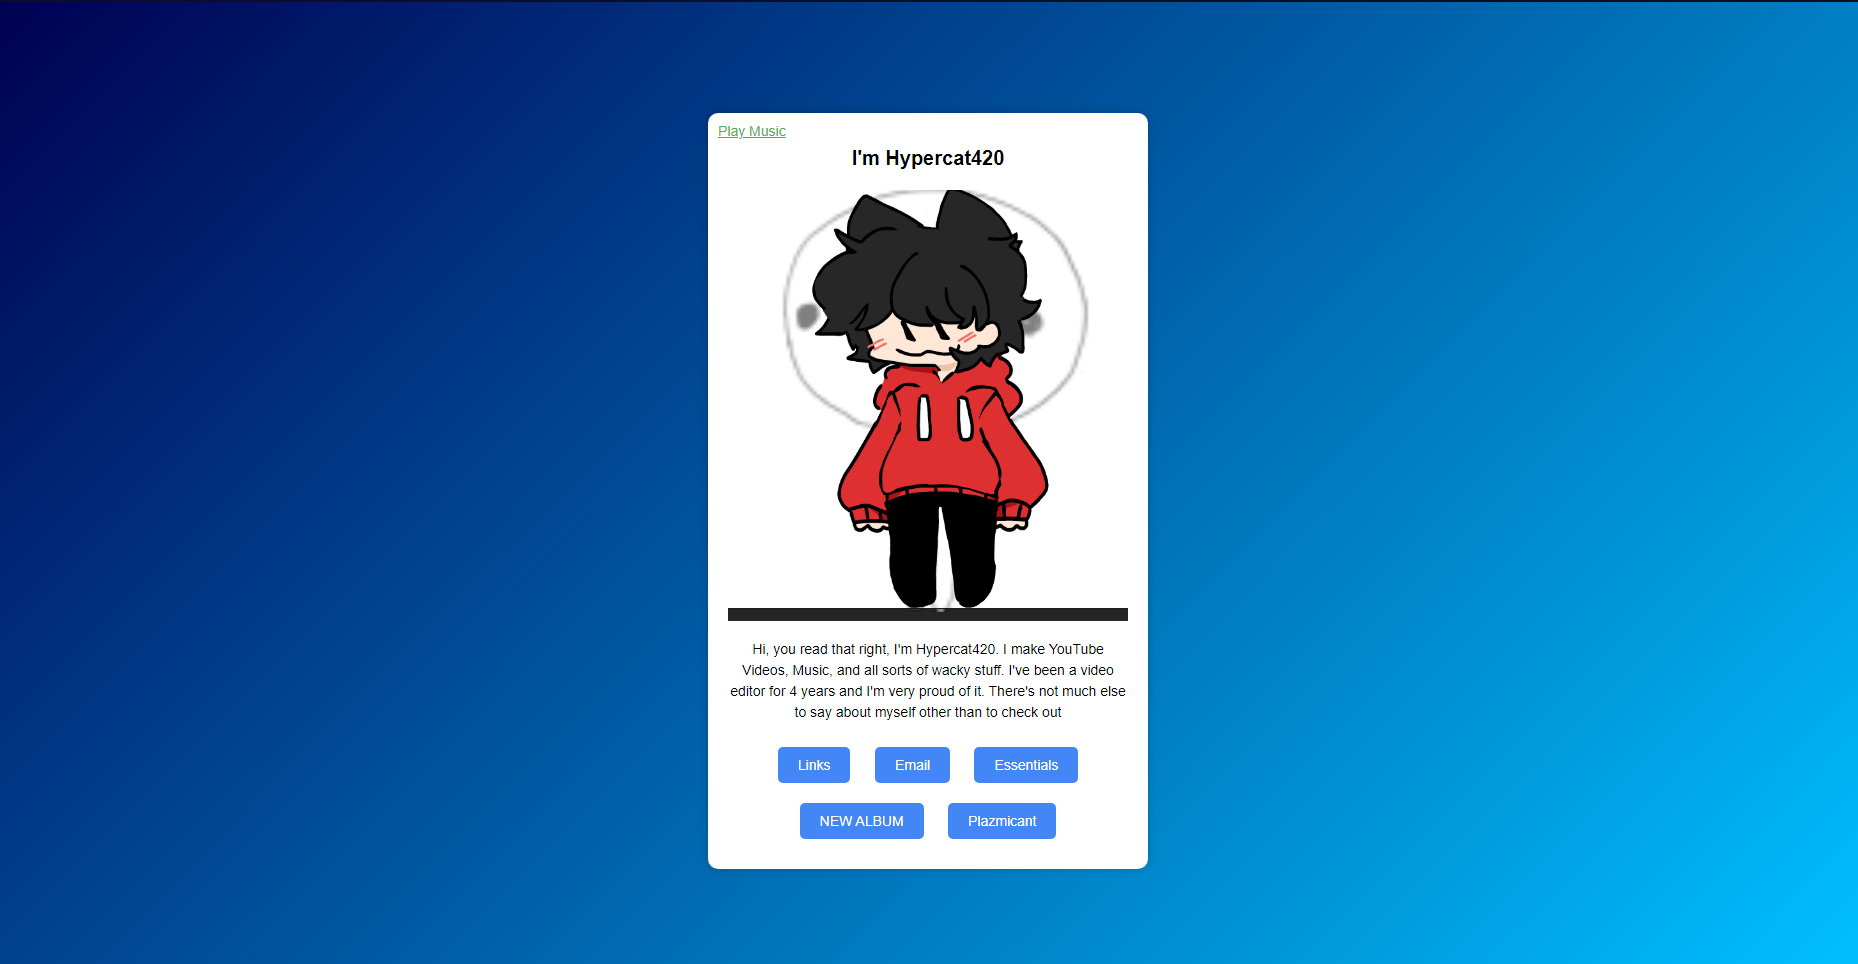 Play Music
I'm Hypercat420
Hi, you read that right, I'm Hypercat420. I make YouTube
Videos, Music, and all sorts of wacky stuff. I've been a video
editor for 4 years and I'm very proud of it. There's not much else
to say about myself other than to check out
Links Email Essentials
NEW ALBUM Plazmicant